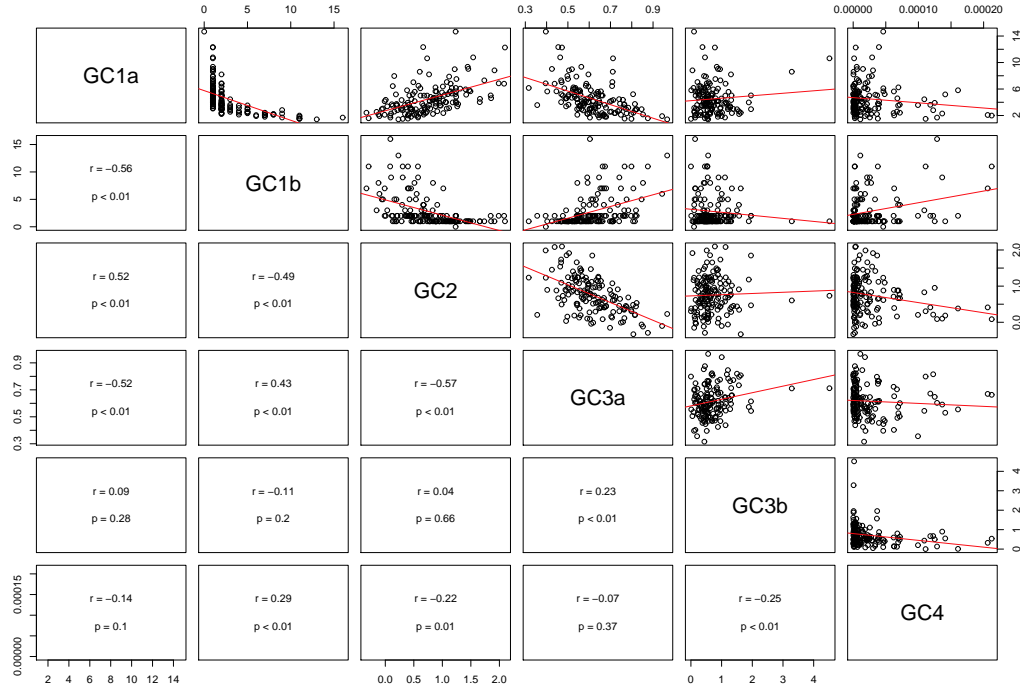 0 5 15
0.3 0.5 0.7 0.9
0.00000 0.00010 0.00020
GC1a
2 6 10 14
r = −0.56
p < 0.01
GC1b
0 5 10 15
r = 0.52
p < 0.01
r = −0.49
p < 0.01
GC2
0.0 1.0 2.0
r = −0.52
p < 0.01
r = 0.43
p < 0.01
r = −0.57
p < 0.01
GC3a
0.3 0.5 0.7 0.9
r = 0.09
p = 0.28
r = −0.11
p = 0.2
r = 0.04
p = 0.66
r = 0.23
p < 0.01
GC3b
0 1 2 3 4
r = −0.14
p = 0.1
r = 0.29
p < 0.01
r = −0.22
p = 0.01
r = −0.07
p = 0.37
r = −0.25
p < 0.01
GC4
0.00000 0.00015
2 4 6 8 10 12 14
0.0 0.5 1.0 1.5 2.0
0 1 2 3 4